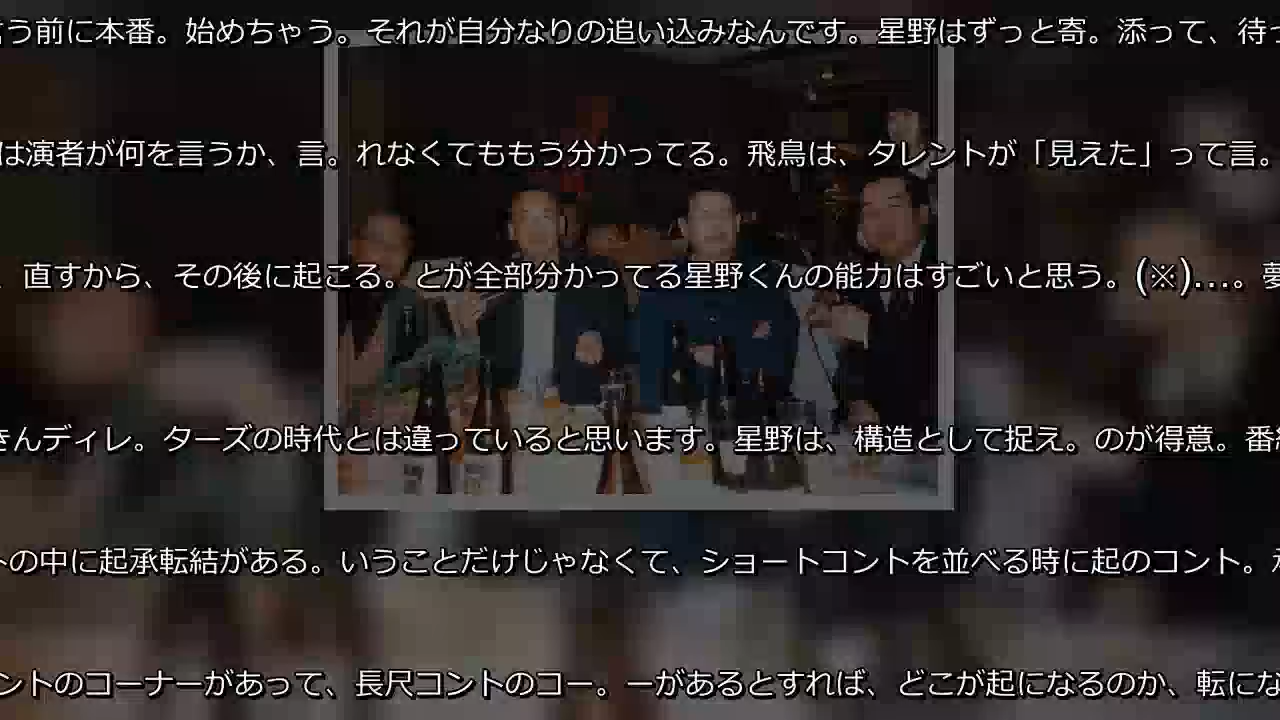 う前に本番。始めちゃう。それが自分なりの追い込みなんです。星野はずっと寄。添って、待っ
は演者が何を言うか、言。れなくてももう分かってる。飛鳥は、タレントが「見えた」って言。
、直すから、その後に起こる。とが全部分かってる星野くんの能力はすごいと思う。(※)…。夢
きんディレ。ターズの時代とは違っていると思います。星野は、構造として捉え。のが得意。番組
トの中に起承転結がある。いうことだけじゃなくて、ショートコントを並べる時に起のコント。承
ントのコーナーがあって、長尺コントのコー。ーがあるとすれば、どこが起になるのか、転にな